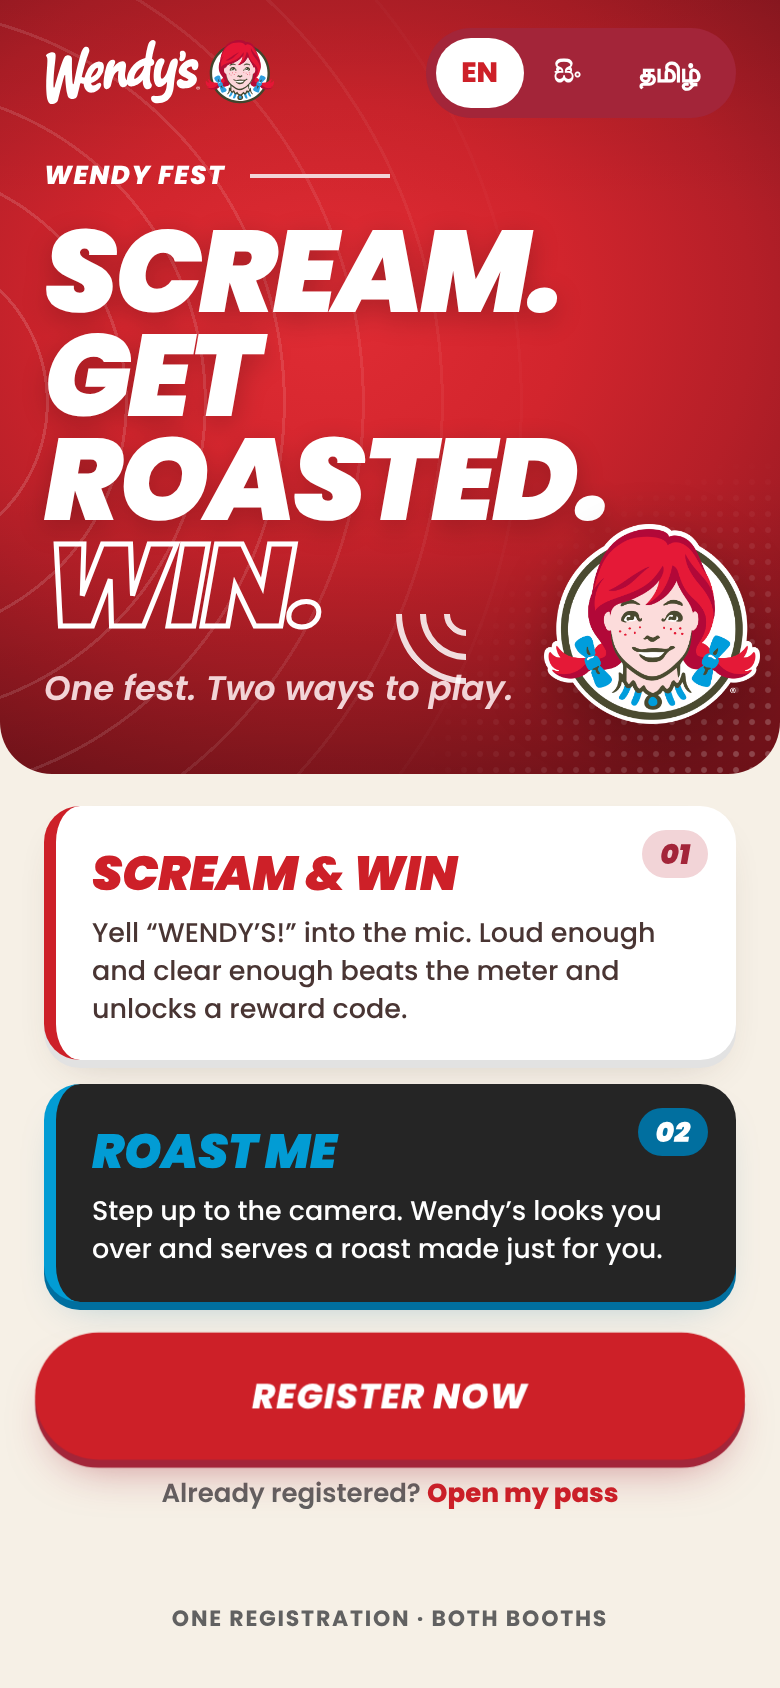 Wendy's
EN
සිං
தமிழ்
WENDY FEST
SCREAM.
GET
ROASTED.
WIN.
One fest. Two ways to play.
®
SCREAM & WIN
01
Yell “WENDY’S!” into the mic. Loud enough
and clear enough beats the meter and
unlocks a reward code.
ROAST ME
02
Step up to the camera. Wendy’s looks you
over and serves a roast made just for you.
REGISTER NOW
Already registered? Open my pass
ONE REGISTRATION · BOTH BOOTHS